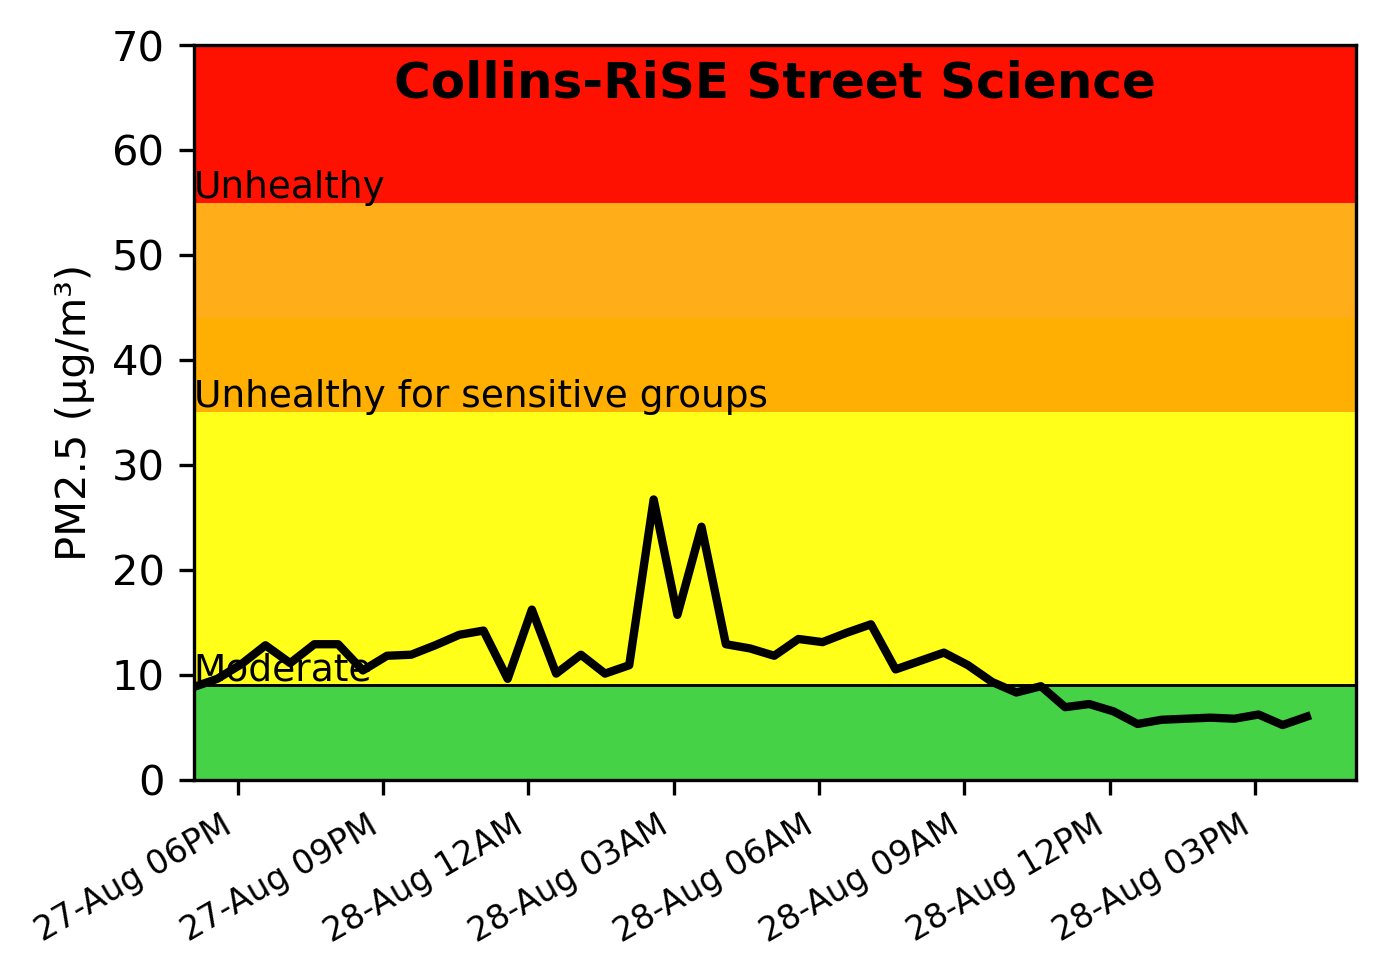 Collins-RiSE Street Science
70
60
Unhealthy
50
40
Unhealthy for sensitive groups
30
20
10
Moderate
0
PM2.5 (µg/m³)
27-Aug 06PM
27-Aug 09PM
28-Aug 12AM
28-Aug 03AM
28-Aug 06AM
28-Aug 09AM
28-Aug 12PM
28-Aug 03PM